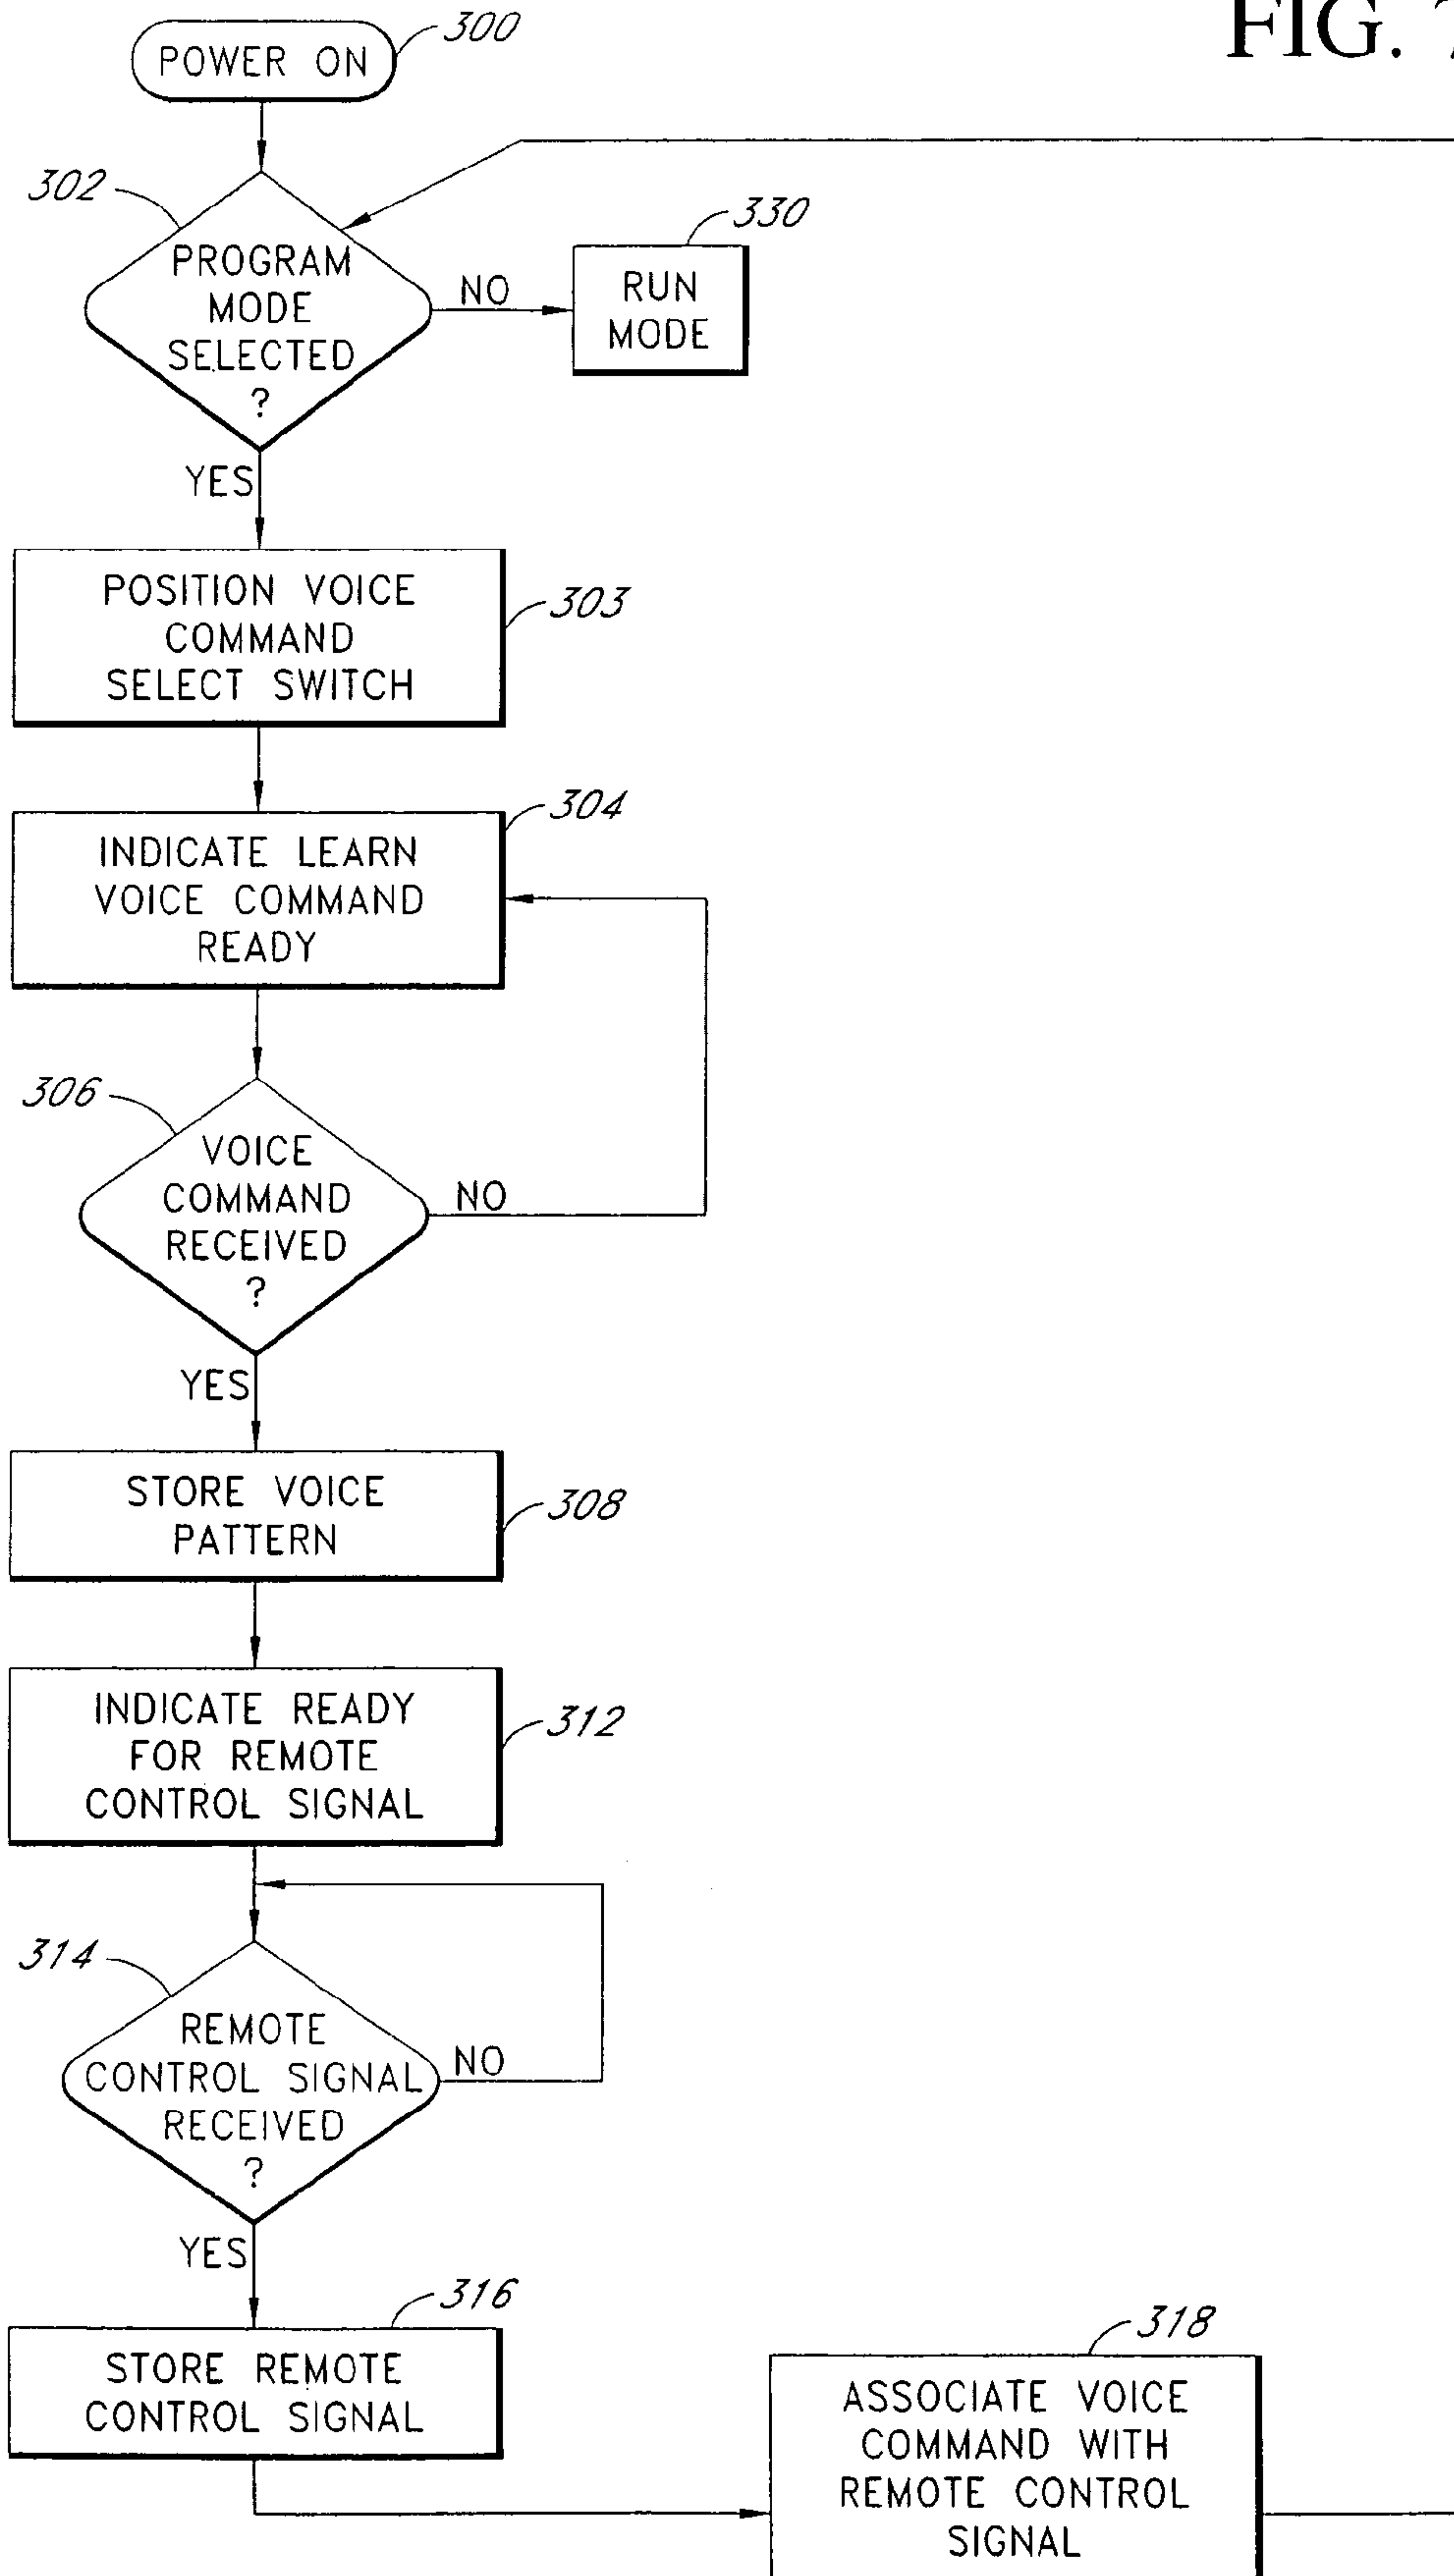 300
POWER ON
FIG.
302
PROGRAM
MODE
SELECTED
?
NO
330
RUN
MODE
YES
303
POSITION VOICE
COMMAND
SELECT SWITCH
304
INDICATE LEARN
VOICE COMMAND
READY
306
VOICE
COMMAND
RECEIVED
?
NO
YES
308
STORE VOICE
PATTERN
312
INDICATE READY
FOR REMOTE
CONTROL SIGNAL
314
REMOTE
CONTROL SIGNAL
RECEIVED
?
NO
YES
316
STORE REMOTE
CONTROL SIGNAL
318
ASSOCIATE VOICE
COMMAND WITH
REMOTE CONTROL
SIGNAL